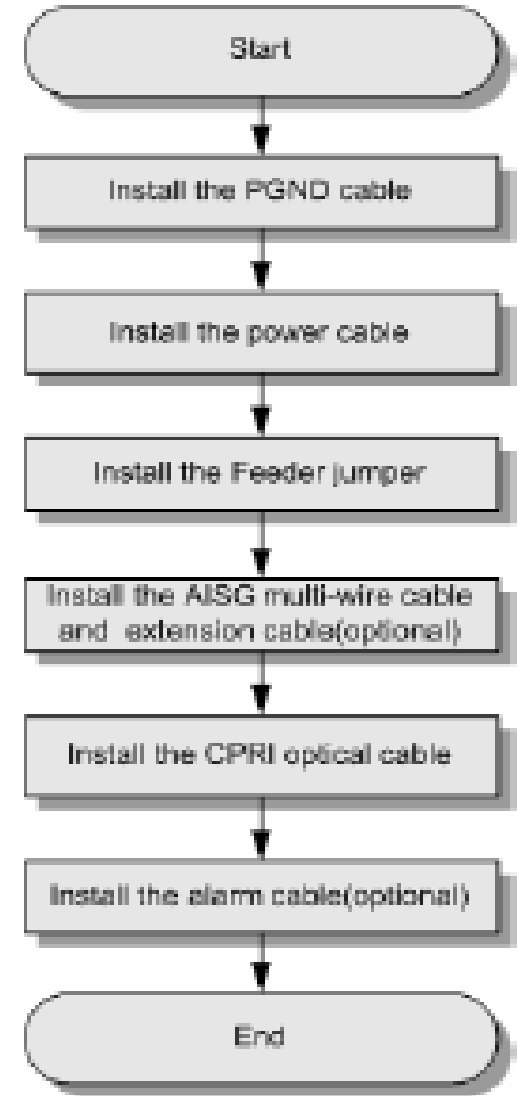 Start
Install the PGND cable
Install the power cable
Install the Feeder jumper
Install the AISG multi-wire cable
and extension cable(optional)
Install the CPRI optical cable
Install the alarm cable(optional)
End